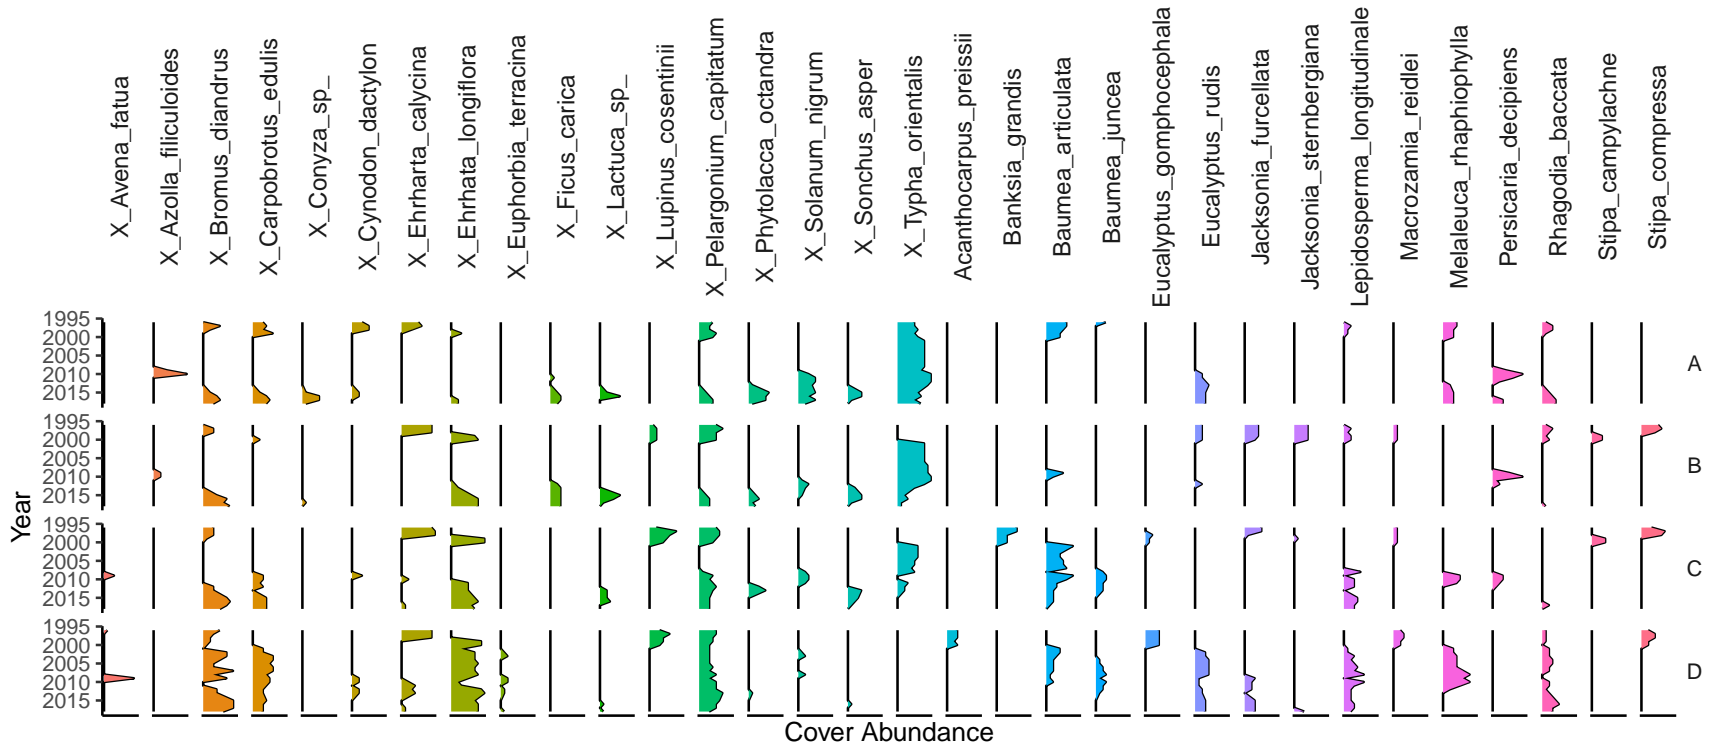 X_Avena_fatua
X_Azolla_filiculoides
X_Bromus_diandrus
X_Carpobrotus_edulis
X_Conyza_sp_
X_Cynodon_dactylon
X_Ehrharta_calycina
X_Ehrhata_longiflora
X_Euphorbia_terracina
X_Ficus_carica
X_Lactuca_sp_
X_Lupinus_cosentinii
X_Pelargonium_capitatum
X_Phytolacca_octandra
X_Solanum_nigrum
X_Sonchus_asper
X_Typha_orientalis
Acanthocarpus_preissii
Banksia_grandis
Baumea_articulata
Baumea_juncea
Eucalyptus_gomphocephala
Eucalyptus_rudis
Jacksonia_furcellata
Jacksonia_sternbergiana
Lepidosperma_longitudinale
Macrozamia_reidlei
Melaleuca_rhaphiophylla
Persicaria_decipiens
Rhagodia_baccata
Stipa_campylachne
Stipa_compressa
Year
1995
2000
2005
2010
2015
A
1995
2000
2005
2010
2015
B
1995
2000
2005
2010
2015
C
1995
2000
2005
2010
2015
D
Cover Abundance